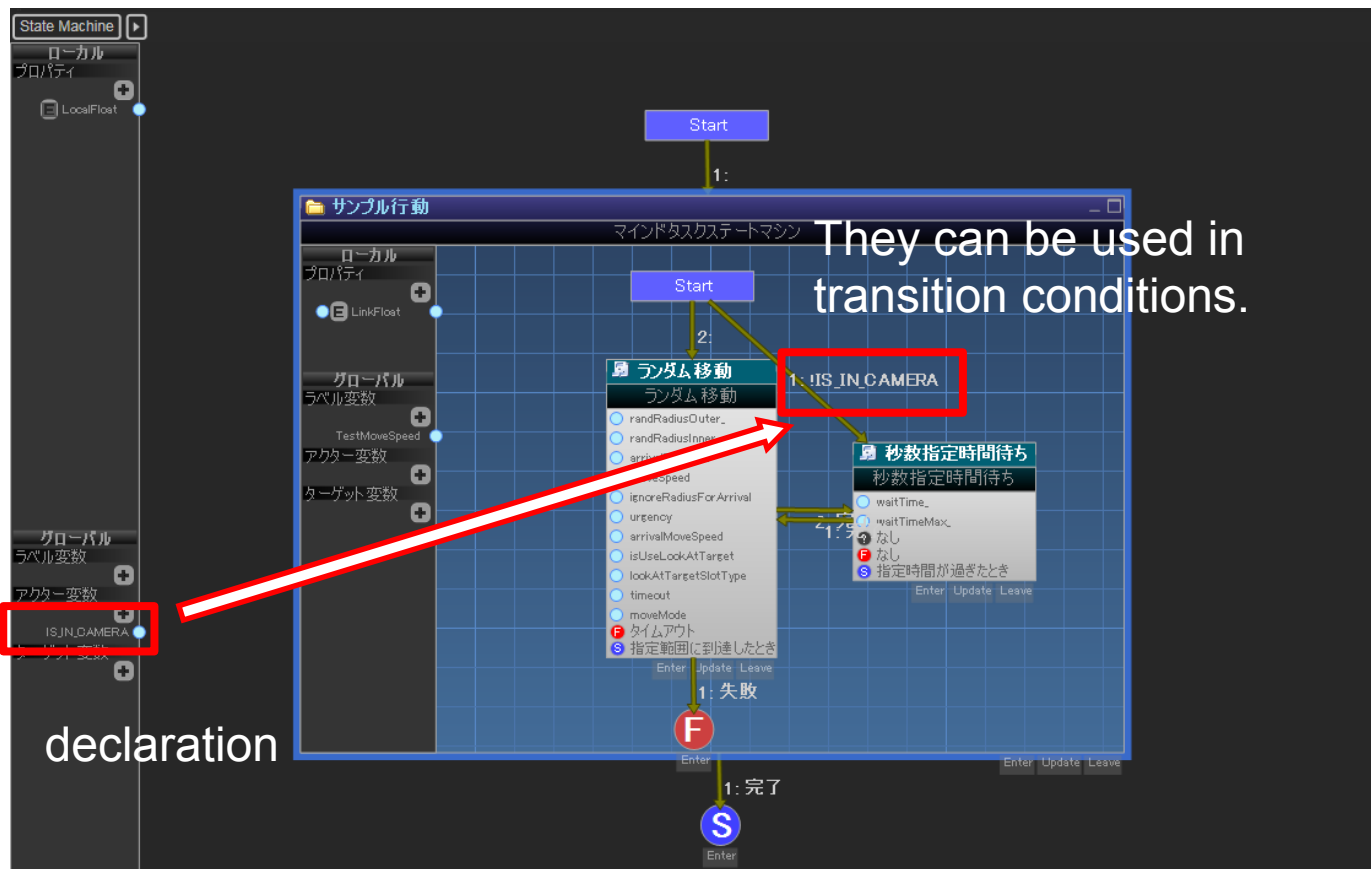 State Machine
ローカル
プロパティ
E LocalFloat
Start
1:
サンプル行動
マインドタスクステートマシン
They can be used in
transition conditions.
ローカル
プロパティ
E LinkFloat
Start
2:
グローバル
ラベル変数
TestMoveSpeed
アクター変数
ターゲット変数
ランダム移動
ランダム移動
1: !IS_IN_CAMERA
randRadiusOuter_
randRadiusInner
ignoreRadiusForArrival
urgency
arrivalMoveSpeed
isUseLookAtTarget
lookAtTargetSlotType
timeout
moveMode
F タイムアウト
S 指定範囲に到達したとき
Enter Update Leave
秒数指定時間待ち
秒数指定時間待ち
waitTime_
waitTimeMax_
? なし
F なし
S 指定時間が過ぎたとき
Enter Update Leave
グローバル
ラベル変数
アクター変数
IS_IN_CAMERA
ターゲット変数
declaration
1: 失敗
F
Enter
Enter Update Leave
1: 完了
S
Enter